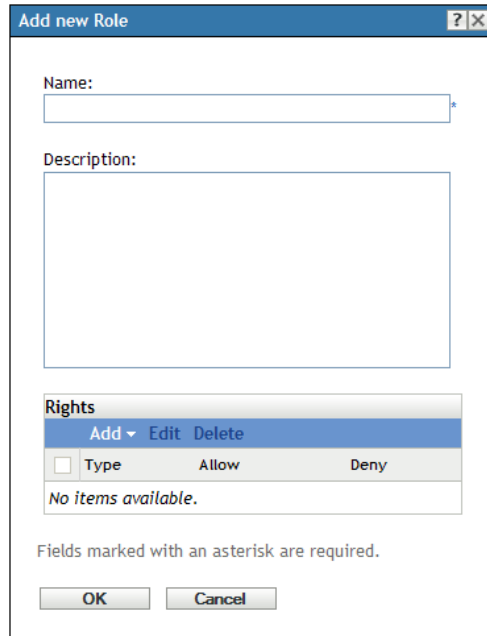 Add new Role ? X
Name:
*
Description:
Rights
Add Edit Delete
Type Allow Deny
No items available.
Fields marked with an asterisk are required.
OK Cancel